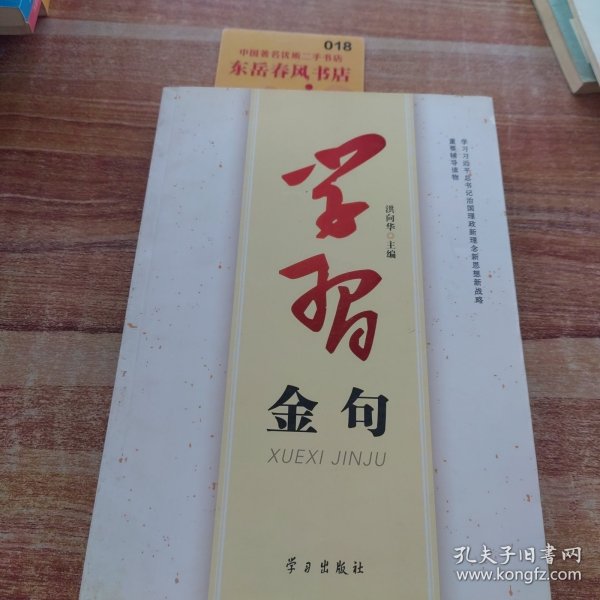 018
中国著名优质二手书店
东岳春风书店
学习习近平总书记治国理政新理念新思想新战略
重要辅导读物
洪向华 主编
学习
金句
XUEXI JINJU
学习出版社
孔夫子旧书网
www.kongfz.com